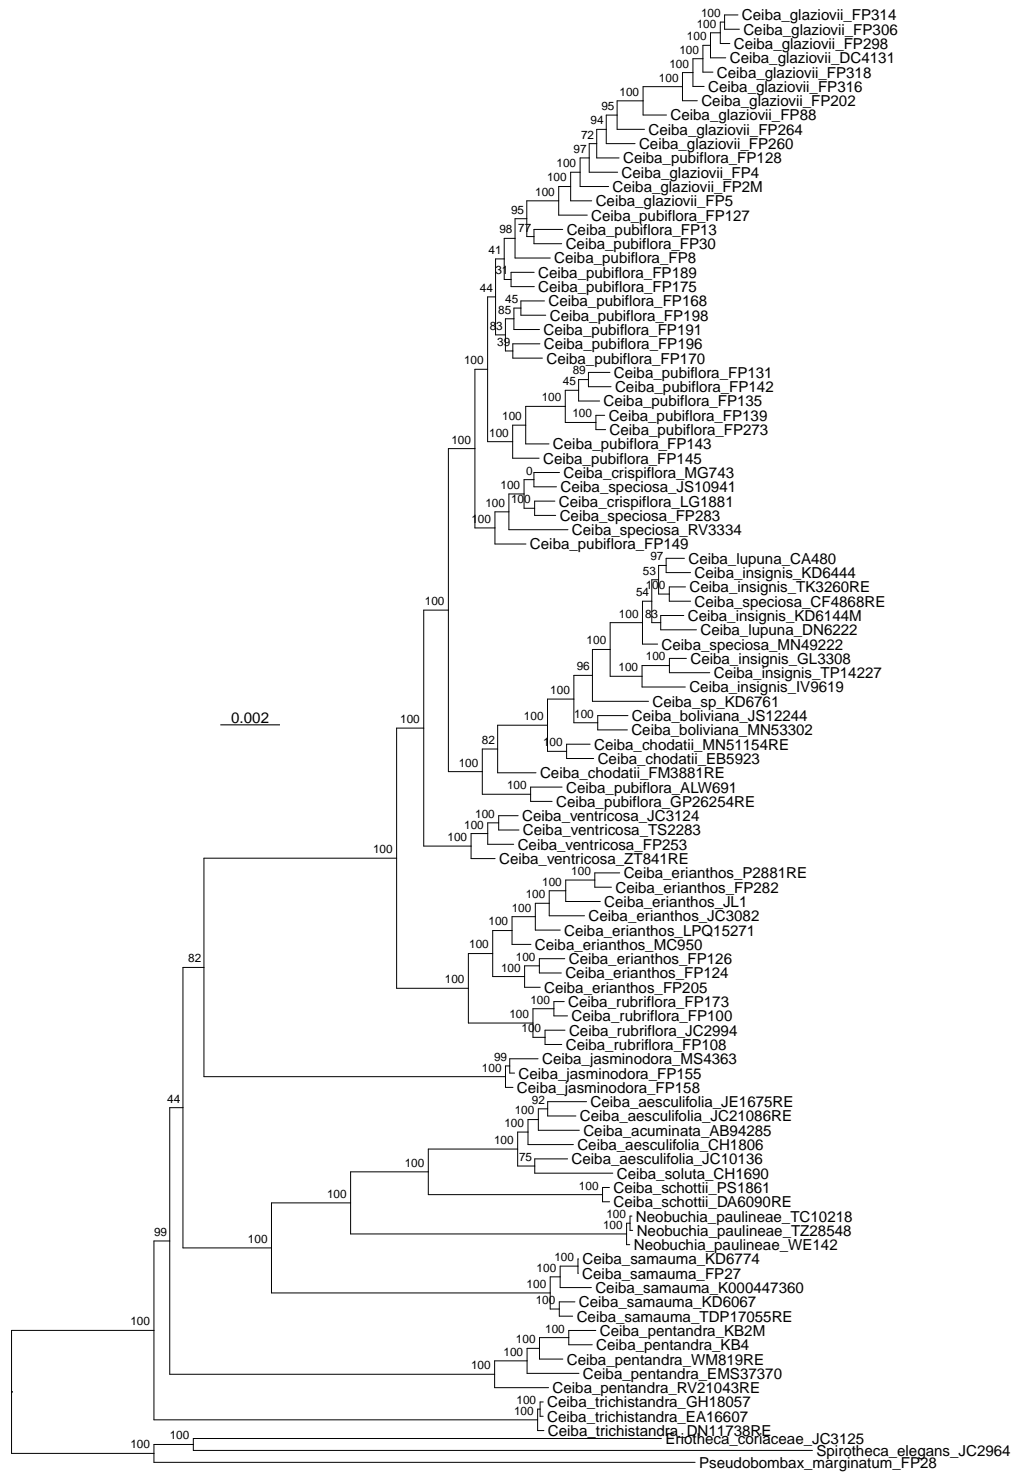 Ceiba_glaziovii_FP314
Ceiba_glaziovii_FP306
Ceiba_glaziovii_FP298
Ceiba_glaziovii_DC4131
Ceiba_glaziovii_FP318
Ceiba_glaziovii_FP316
Ceiba_glaziovii_FP202
Ceiba_glaziovii_FP88
Ceiba_glaziovii_FP264
Ceiba_glaziovii_FP260
Ceiba_pubiflora_FP128
Ceiba_glaziovii_FP4
Ceiba_glaziovii_FP2M
Ceiba_glaziovii_FP5
Ceiba_pubiflora_FP127
Ceiba_pubiflora_FP13
Ceiba_pubiflora_FP30
Ceiba_pubiflora_FP8
Ceiba_pubiflora_FP189
Ceiba_pubiflora_FP175
Ceiba_pubiflora_FP168
Ceiba_pubiflora_FP198
Ceiba_pubiflora_FP191
Ceiba_pubiflora_FP196
Ceiba_pubiflora_FP170
Ceiba_pubiflora_FP131
Ceiba_pubiflora_FP142
Ceiba_pubiflora_FP135
Ceiba_pubiflora_FP139
Ceiba_pubiflora_FP273
Ceiba_pubiflora_FP143
Ceiba_pubiflora_FP145
Ceiba_crispiflora_MG743
Ceiba_speciosa_JS10941
Ceiba_crispiflora_LG1881
Ceiba_speciosa_FP283
Ceiba_speciosa_RV3334
Ceiba_pubiflora_FP149
Ceiba_lupuna_CA480
Ceiba_insignis_KD6444
Ceiba_insignis_TK3260RE
Ceiba_speciosa_CF4868RE
Ceiba_insignis_KD6144M
Ceiba_lupuna_DN6222
Ceiba_speciosa_MN49222
Ceiba_insignis_GL3308
Ceiba_insignis_TP14227
Ceiba_insignis_IV9619
Ceiba_sp_KD6761
Ceiba_boliviana_JS12244
0.002
Ceiba_boliviana_MN53302
Ceiba_chodatii_MN51154RE
Ceiba_chodatii_EB5923
Ceiba_chodatii_FM3881RE
Ceiba_pubiflora_ALW691
Ceiba_pubiflora_GP26254RE
Ceiba_ventricosa_JC3124
Ceiba_ventricosa_TS2283
Ceiba_ventricosa_FP253
Ceiba_ventricosa_ZT841RE
Ceiba_erianthos_P2881RE
Ceiba_erianthos_FP282
Ceiba_erianthos_JL1
Ceiba_erianthos_JC3082
Ceiba_erianthos_LPQ15271
Ceiba_erianthos_MC950
Ceiba_erianthos_FP126
Ceiba_erianthos_FP124
Ceiba_erianthos_FP205
Ceiba_rubriflora_FP173
Ceiba_rubriflora_FP100
Ceiba_rubriflora_JC2994
Ceiba_rubriflora_FP108
Ceiba_jasminodora_MS4363
Ceiba_jasminodora_FP155
Ceiba_jasminodora_FP158
Ceiba_aesculifolia_JE1675RE
Ceiba_aesculifolia_JC21086RE
Ceiba_acuminata_AB94285
Ceiba_aesculifolia_CH1806
Ceiba_aesculifolia_JC10136
Ceiba_soluta_CH1690
Ceiba_schottii_PS1861
Ceiba_schottii_DA6090RE
Neobuchia_paulineae_TC10218
Neobuchia_paulineae_TZ28548
Neobuchia_paulineae_WE142
Ceiba_samauma_KD6774
Ceiba_samauma_FP27
Ceiba_samauma_K000447360
Ceiba_samauma_KD6067
Ceiba_samauma_TDP17055RE
Ceiba_pentandra_KB2M
Ceiba_pentandra_KB4
Ceiba_pentandra_WM819RE
Ceiba_pentandra_EMS37370
Ceiba_pentandra_RV21043RE
Ceiba_trichistandra_GH18057
Ceiba_trichistandra_EA16607
Ceiba_trichistandra_DN11738RE
Eriotheca_coriaceae_JC3125
Spirotheca_elegans_JC2964
Pseudobombax_marginatum_FP28